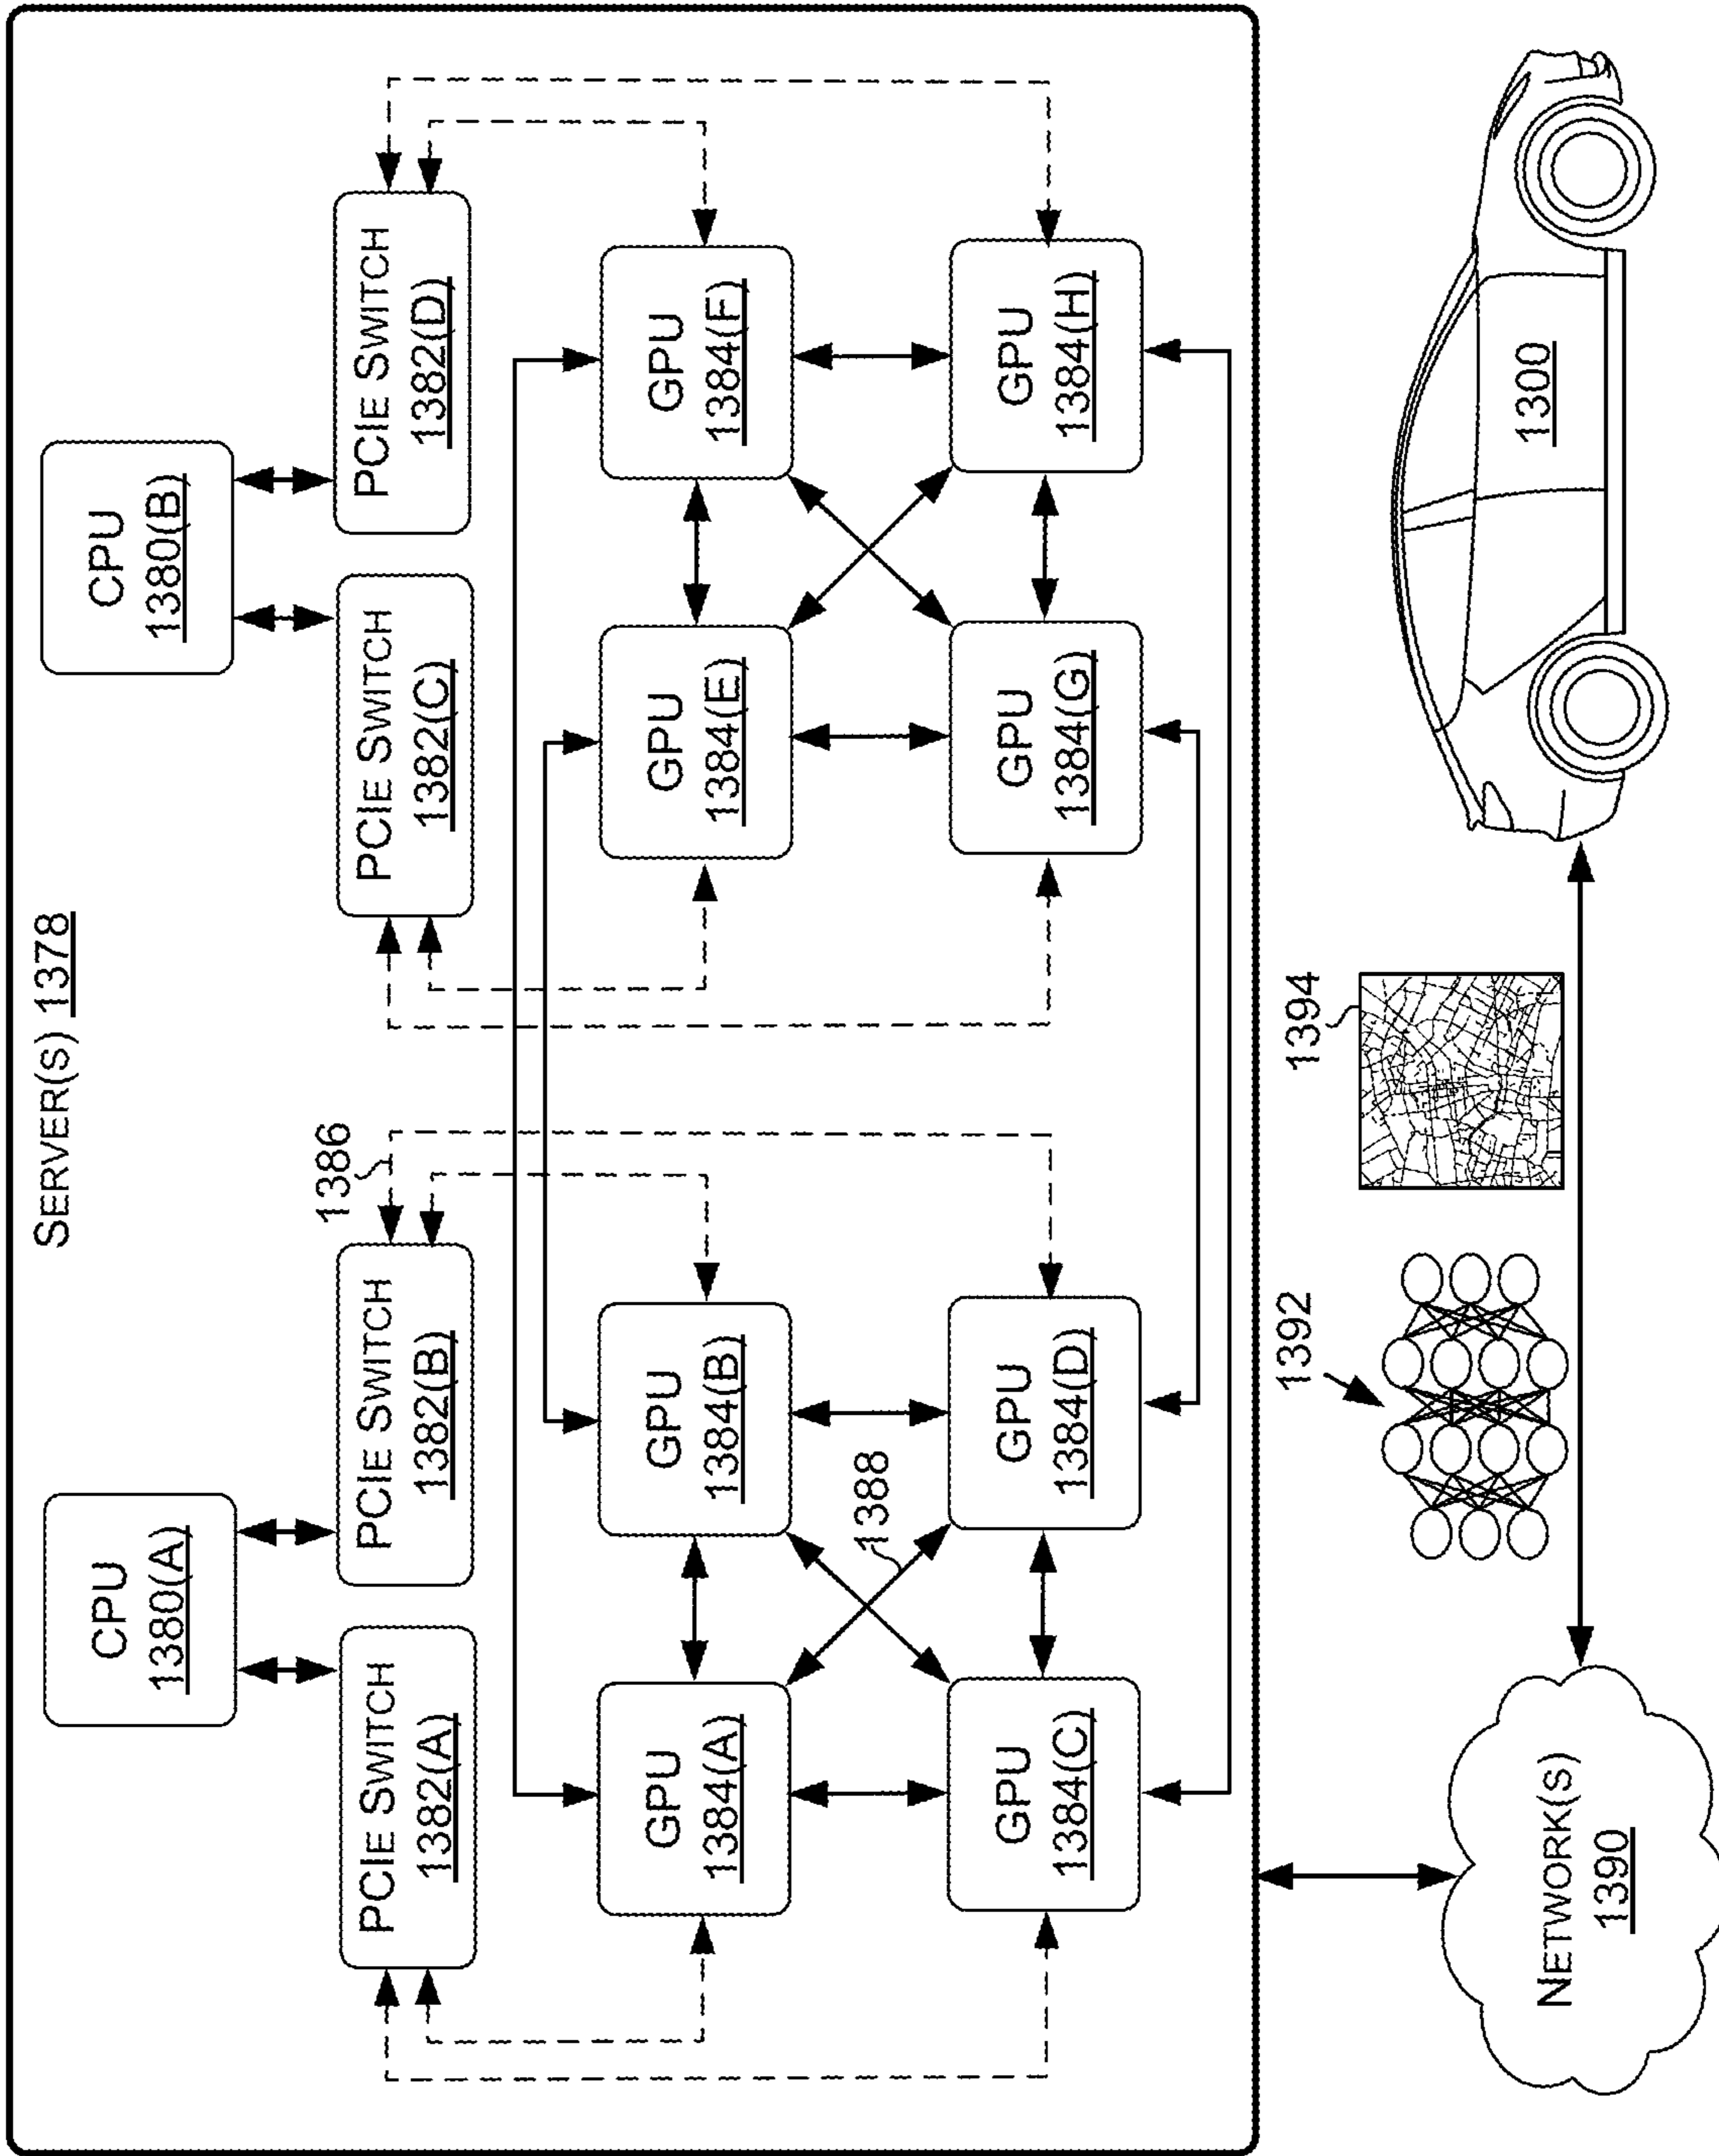 SERVER(S) 1378
CPU
1380(A)
CPU
1380(B)
PCIE SWITCH
1382(A)
PCIE SWITCH
1382(B)
1386
PCIE SWITCH
1382(C)
PCIE SWITCH
1382(D)
GPU
1384(A)
GPU
1384(B)
GPU
1384(E)
GPU
1384(F)
1388
GPU
1384(C)
GPU
1384(D)
GPU
1384(G)
GPU
1384(H)
NETWORK(S)
1390
1392
1394
1300